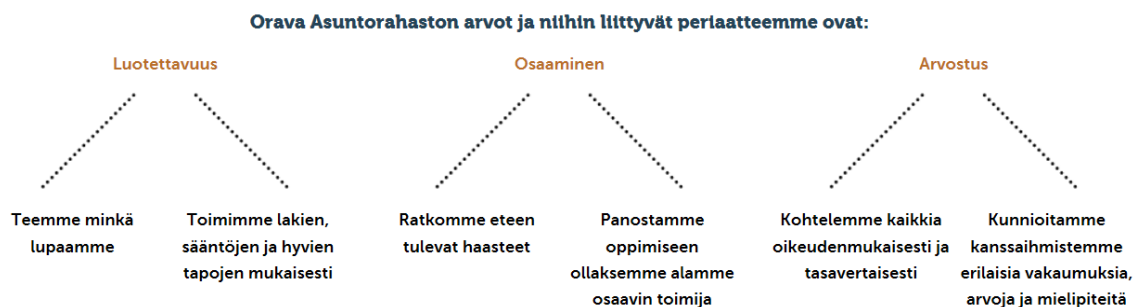 Orava Asuntorahaston arvot ja niihin liittyvät periaatteemme ovat:
Luotettavuus
Osaaminen
Arvostus
Teemme minkä
lupaamme
Toimimme lakien,
sääntöjen ja hyvien
tapojen mukaisesti
Ratkomme eteen
tulevat haasteet
Panostamme
oppimiseen
ollaksemme alamme
osaavin toimija
Kohtelemme kaikkia
oikeudenmukaisesti ja
tasavertaisesti
Kunnioitamme
kanssaihmistemme
erilaisia vakaumuksia,
arvoja ja mielipiteitä